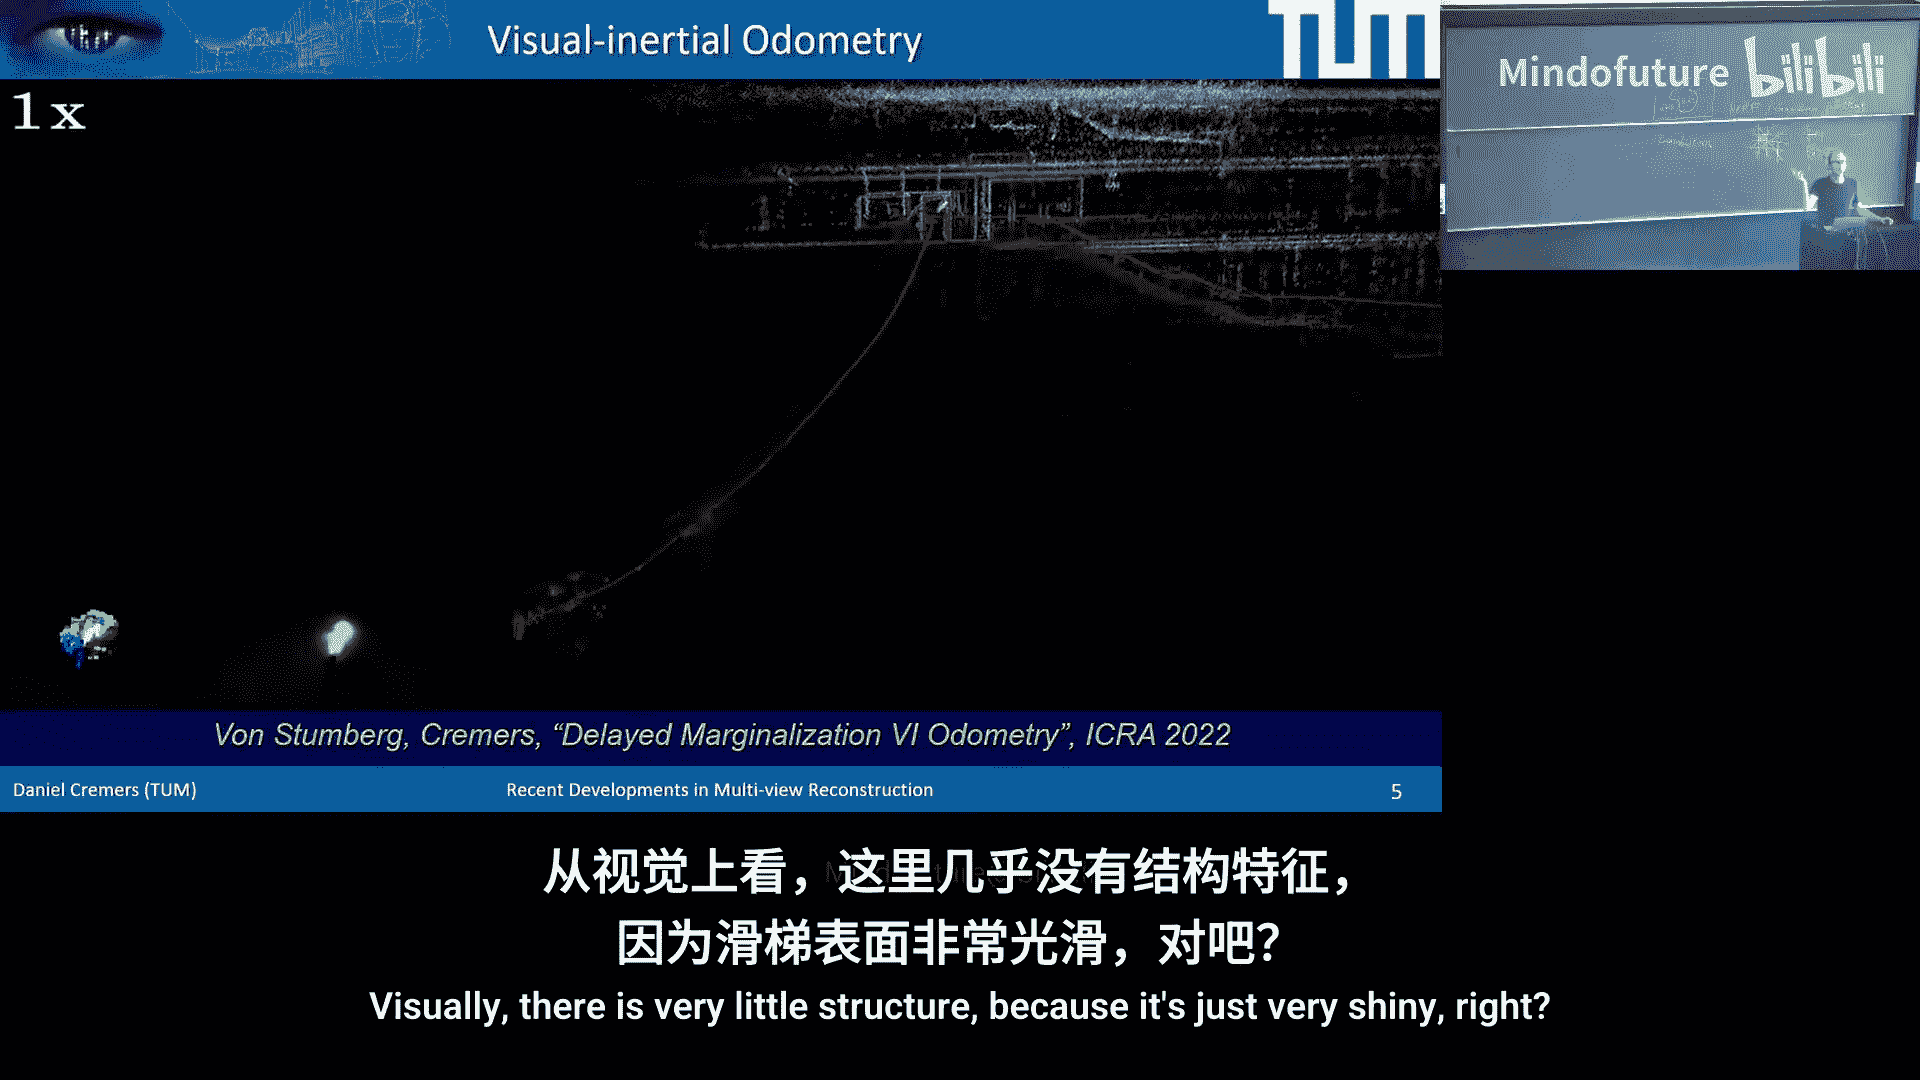 Visual-inertial Odometry
TUM
Mindofuture bilibili
1 x
Von Stumberg, Cremers, “Delayed Marginalization VI Odometry”, ICRA 2022
Daniel Cremers (TUM)
Recent Developments in Multi-view Reconstruction
5
从视觉上看，这里几乎没有结构特征，
因为滑梯表面非常光滑，对吧？
Visually, there is very little structure, because it's just very shiny, right?